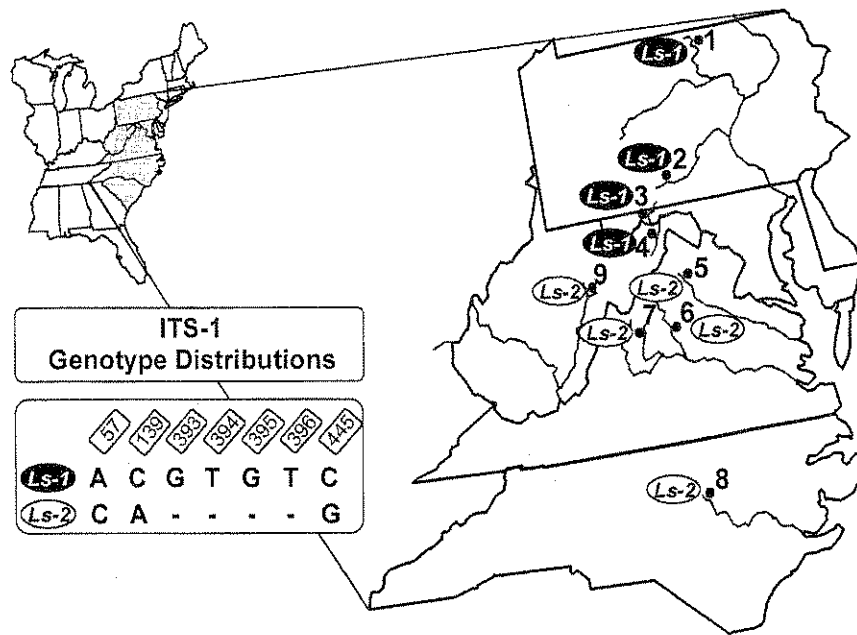 Ls-1 1
Ls-1 2
Ls-1 3
Ls-1 4
Ls-2 9
Ls-2 5
Ls-2 7
6 Ls-2
Ls-2 8
ITS-1
Genotype Distributions
57 139 393 394 395 396 445
Ls-1 A C G T G T C
Ls-2 C A - - - - G